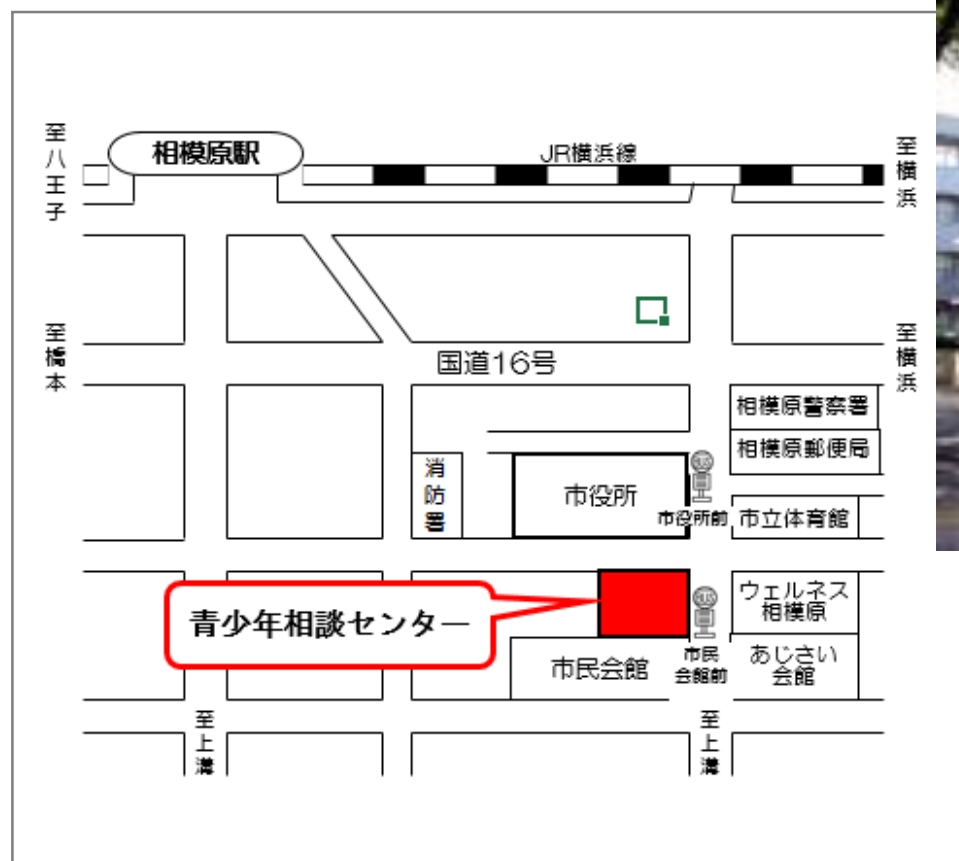 至八王子
相模原駅
JR横浜線
至横浜
至橋本
国道16号
至横浜
相模原警察署
相模原郵便局
消防署
市役所
BUS
市役所前
市立体育館
青少年相談センター
BUS
ウェルネス
相模原
市民会館
市民
会館前
あじさい
会館
至上溝
至上溝